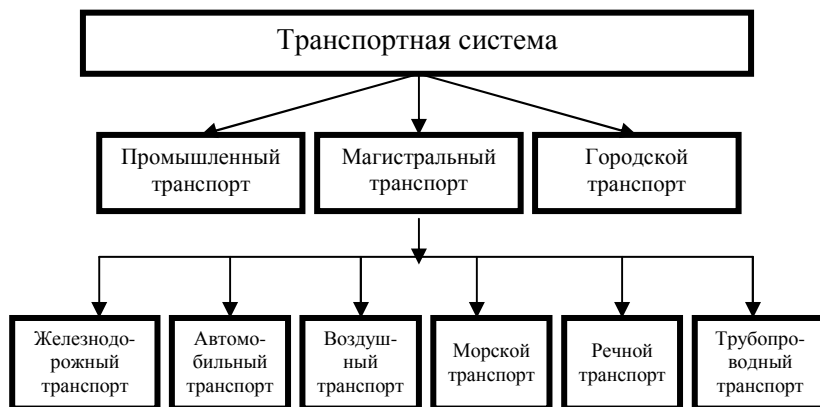 Транспортная система
Промышленный
транспорт
Магистральный
транспорт
Городской
транспорт
Железнодо-
рожный
транспорт
Автомо-
бильный
транспорт
Воздуш-
ный
транспорт
Морской
транспорт
Речной
транспорт
Трубопро-
водный
транспорт